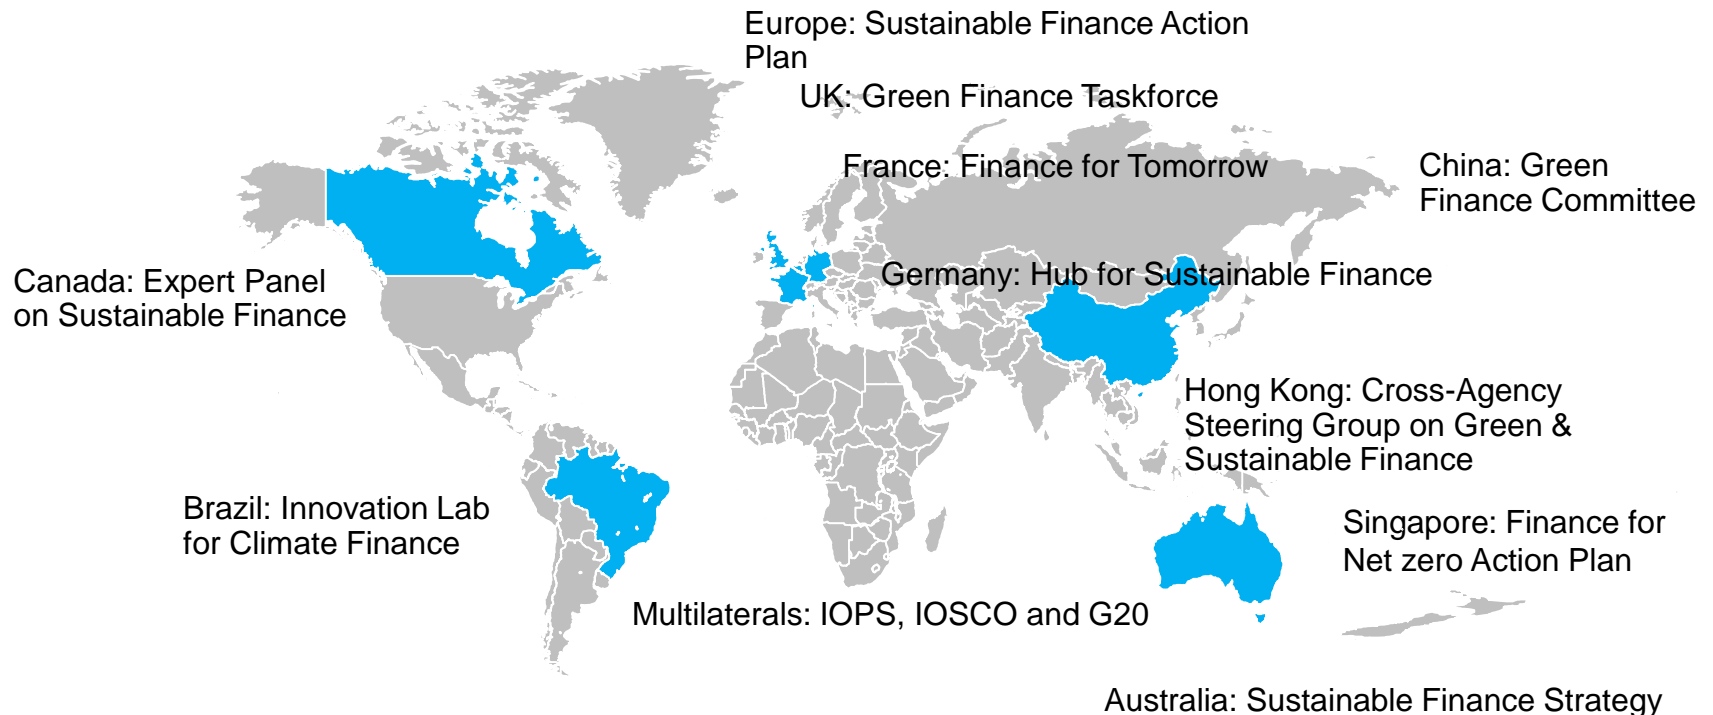 Europe: Sustainable Finance Action
Plan
UK: Green Finance Taskforce
France: Finance for Tomorrow
China: Green
Finance Committee
Germany: Hub for Sustainable Finance
Canada: Expert Panel
on Sustainable Finance
Hong Kong: Cross-Agency
Steering Group on Green &
Sustainable Finance
Brazil: Innovation Lab
for Climate Finance
Singapore: Finance for
Net zero Action Plan
Multilaterals: IOPS, IOSCO and G20
Australia: Sustainable Finance Strategy